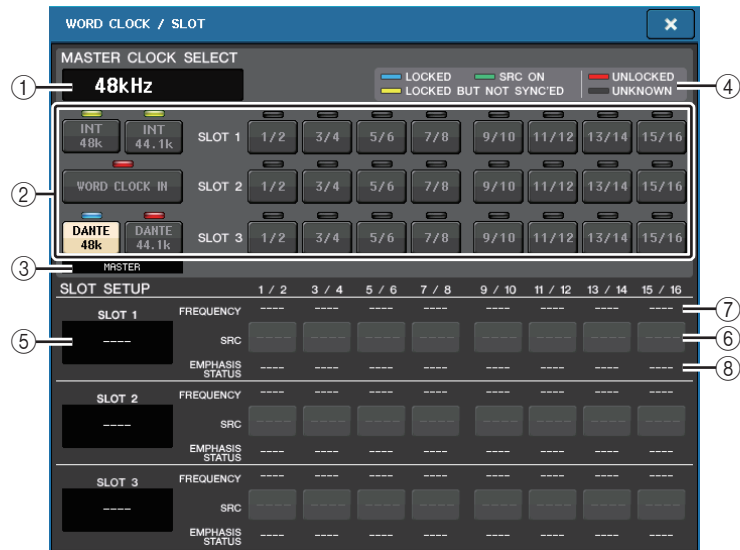 WORD CLOCK / SLOT
MASTER CLOCK SELECT
① 48kHz
LOCKED SRC ON UNLOCKED
LOCKED BUT NOT SYNC'ED UNKNOWN ④
INT 48k INT 44.1k SLOT 1 1/2 3/4 5/6 7/8 9/10 11/12 13/14 15/16
② WORD CLOCK IN SLOT 2 1/2 3/4 5/6 7/8 9/10 11/12 13/14 15/16
DANTE 48k DANTE 44.1k SLOT 3 1/2 3/4 5/6 7/8 9/10 11/12 13/14 15/16
③ MASTER
SLOT SETUP 1 / 2 3 / 4 5 / 6 7 / 8 9 / 10 11 / 12 13 / 14 15 / 16
SLOT 1 FREQUENCY ---- ---- ---- ---- ---- ---- ---- ---- ⑦
⑤ ---- SRC ---- ---- ---- ---- ---- ---- ---- ---- ⑥
EMPHASIS STATUS ---- ---- ---- ---- ---- ---- ---- ---- ⑧
SLOT 2 FREQUENCY ---- ---- ---- ---- ---- ---- ---- ----
---- SRC ---- ---- ---- ---- ---- ---- ---- ----
EMPHASIS STATUS ---- ---- ---- ---- ---- ---- ---- ----
SLOT 3 FREQUENCY ---- ---- ---- ---- ---- ---- ---- ----
---- SRC ---- ---- ---- ---- ---- ---- ---- ----
EMPHASIS STATUS ---- ---- ---- ---- ---- ---- ---- ----